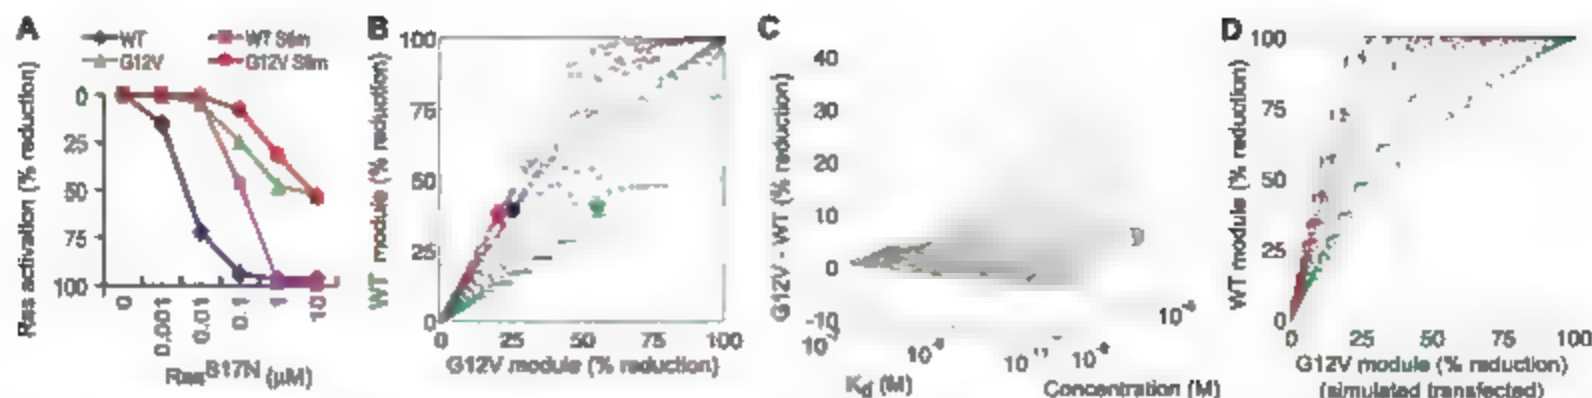 A
WT
WT Stim
G12V
G12V Stim
Ras activation (% reduction)
0
25
50
75
100
0
0.001
0.01
0.1
1
10
Ras^S17N (μM)
B
WT module (% reduction)
100
75
50
25
0
0
25
50
75
100
G12V module (% reduction)
C
G12V - WT (% reduction)
40
30
20
10
0
-10
K_d (M)
Concentration (M)
D
WT module (% reduction)
100
75
50
25
0
0
25
50
75
100
G12V module (% reduction)
(simulated transfected)